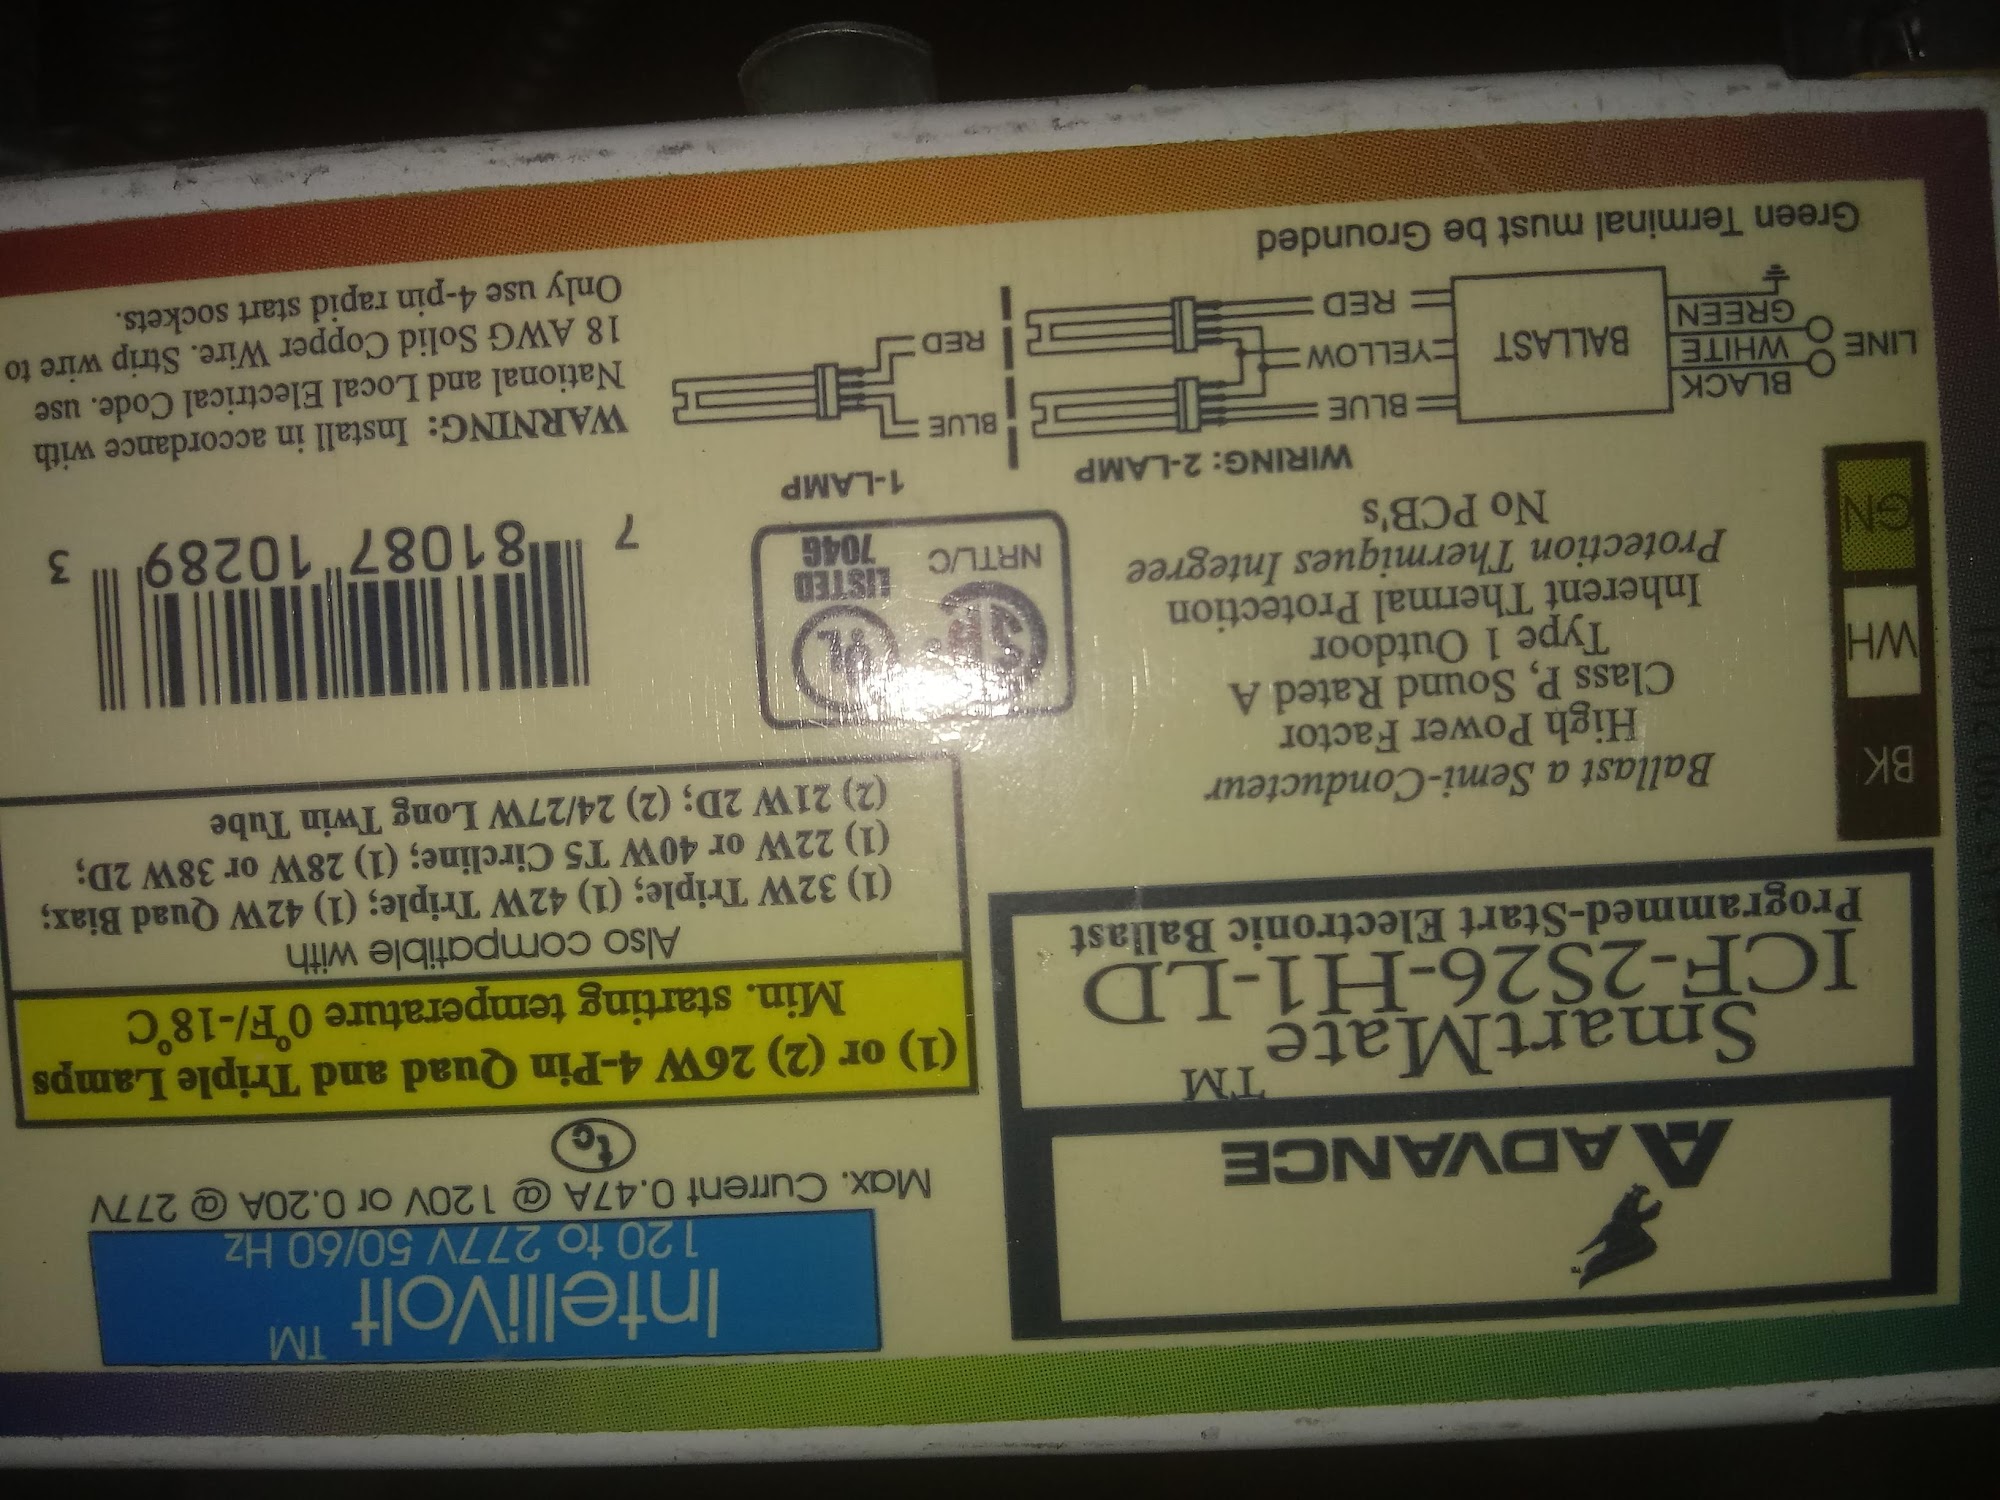 ADVANCE
TM
SmartMate™
ICF-2S26-H1-LD
Programmed-Start Electronic Ballast
IntelliVolt™
120 to 277V 50/60 Hz
Max. Current 0.47A @ 120V or 0.20A @ 277V
tc
(1) or (2) 26W 4-Pin Quad and Triple Lamps
Min. starting temperature 0°F/-18°C
Also compatible with
(1) 32W Triple; (1) 42W Triple; (1) 42W Quad Biax;
(1) 22W or 40W T5 Circline; (1) 28W or 38W 2D;
(2) 21W 2D; (2) 24/27W Long Twin Tube
BK
WH
GN
Ballast a Semi-Conducteur
High Power Factor
Class P, Sound Rated A
Type 1 Outdoor
Inherent Thermal Protection
Protection Thermiques Integree
No PCB's
UL
LISTED
704G
NRTL/C
7 81087 10289 3
WIRING: 2-LAMP
1-LAMP
LINE
BLACK
WHITE
GREEN
BALLAST
BLUE
YELLOW
RED
BLUE
RED
Green Terminal must be Grounded
WARNING: Install in accordance with
National and Local Electrical Code. use
18 AWG Solid Copper Wire. Strip wire to
Only use 4-pin rapid start sockets.